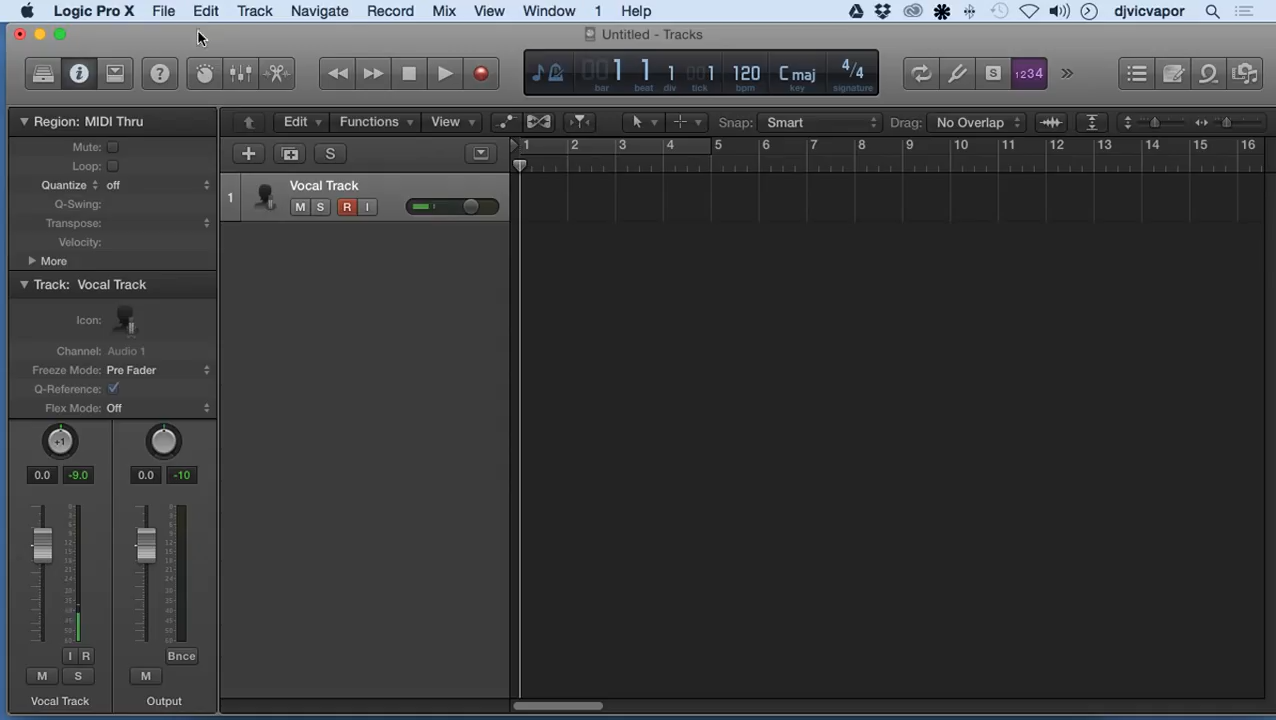 Logic Pro X File Edit Track Navigate Record Mix View Window 1 Help djvicvapor
Untitled - Tracks
001 1 1 001 120 C maj 4/4
bar beat div tick bpm key signature
S 1234
Region: MIDI Thru
Edit Functions View Snap: Smart Drag: No Overlap
S
1 2 3 4 5 6 7 8 9 10 11 12 13 14 15 16
Mute:
Loop:
Quantize off
Q-Swing:
Transpose:
Velocity:
More
1 Vocal Track
M S R I
Track: Vocal Track
Icon:
Channel: Audio 1
Freeze Mode: Pre Fader
Q-Reference:
Flex Mode: Off
+1
0.0 -9.0 0.0 -10
I R Bnce
M S M
Vocal Track Output